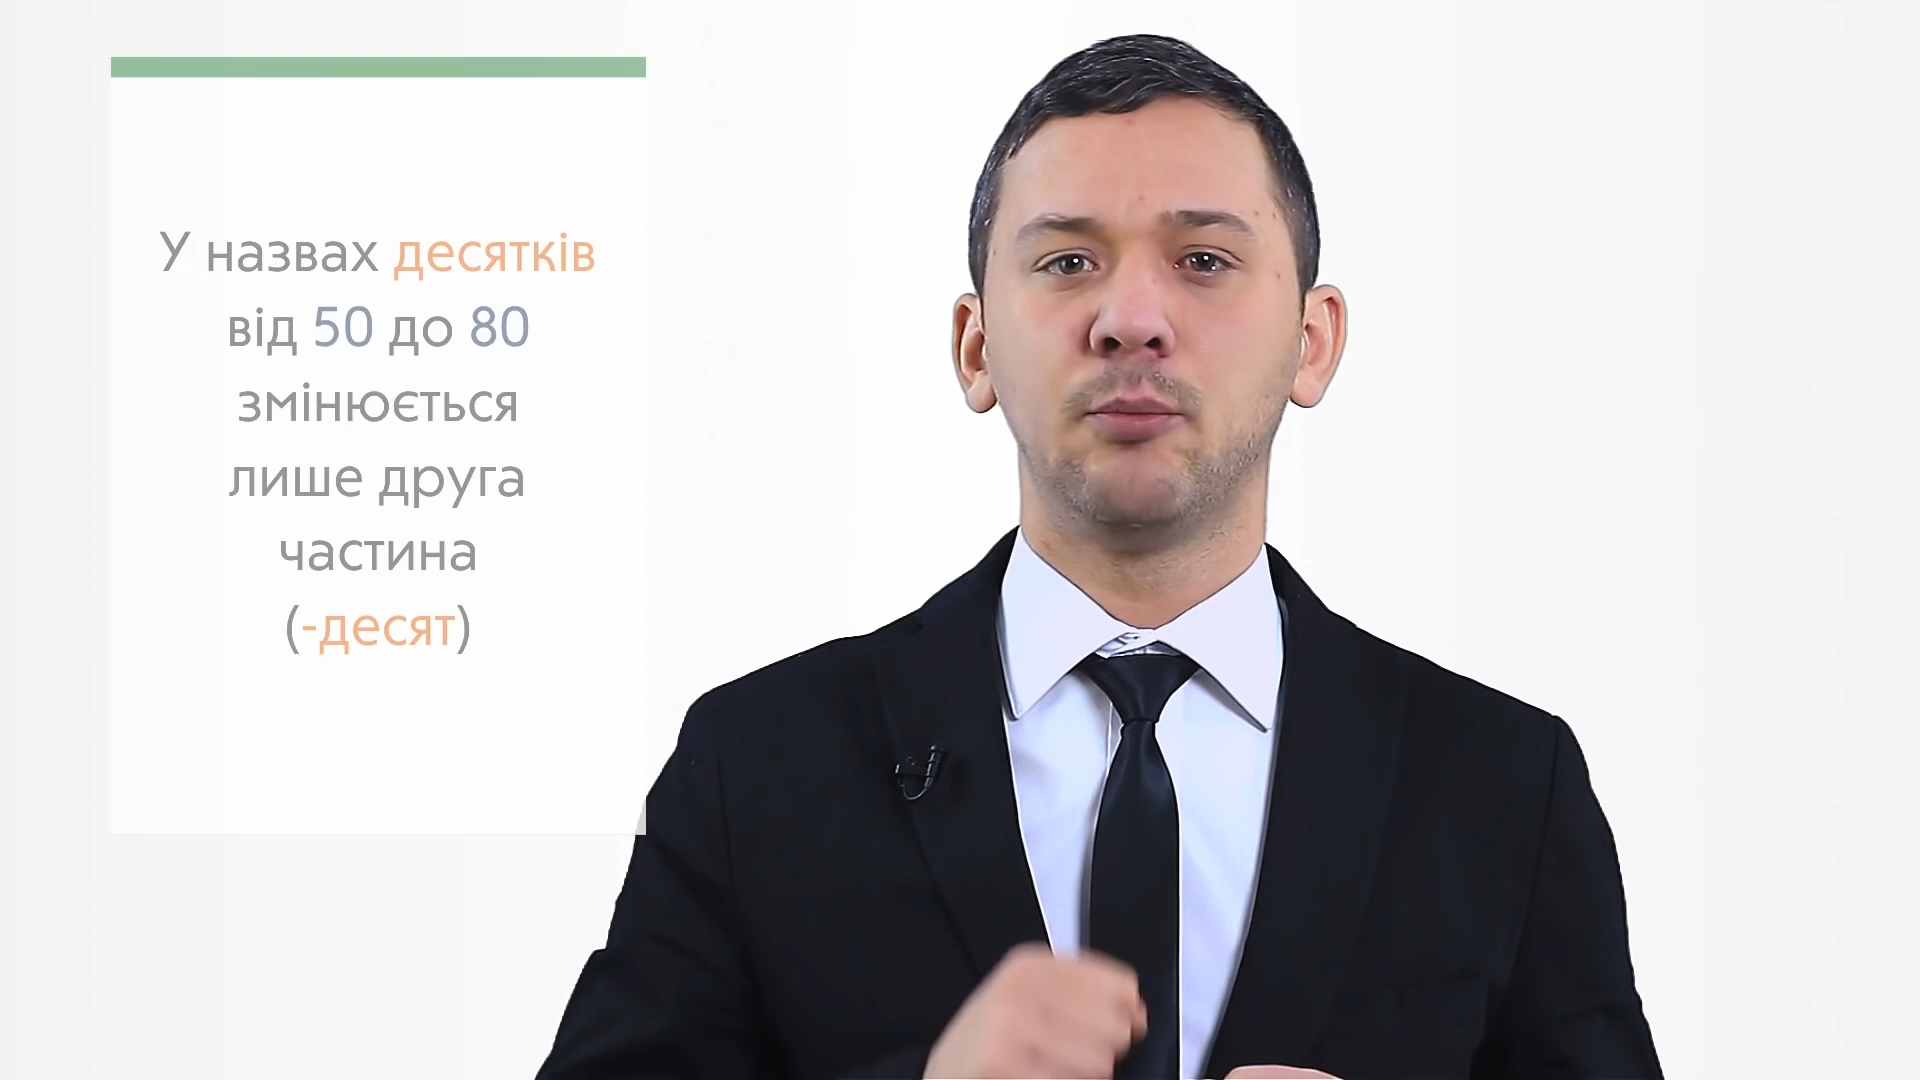 У назвах десятків
від 50 до 80
змінюється
лише друга
частина
(-десят)